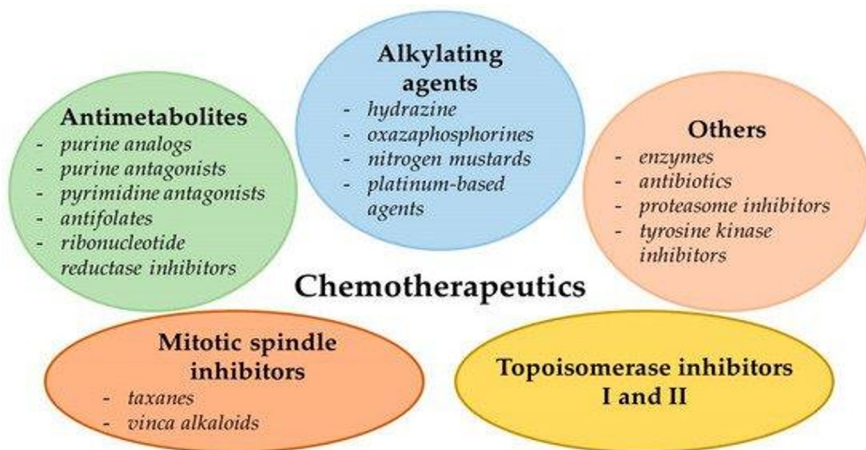 Alkylating
agents
- hydrazine
- oxazaphosphorines
- nitrogen mustards
- platinum-based
agents
Antimetabolites
- purine analogs
- purine antagonists
- pyrimidine antagonists
- antifolates
- ribonucleotide
reductase inhibitors
Others
- enzymes
- antibiotics
- proteasome inhibitors
- tyrosine kinase
inhibitors
Chemotherapeutics
Mitotic spindle
inhibitors
- taxanes
- vinca alkaloids
Topoisomerase inhibitors
I and II